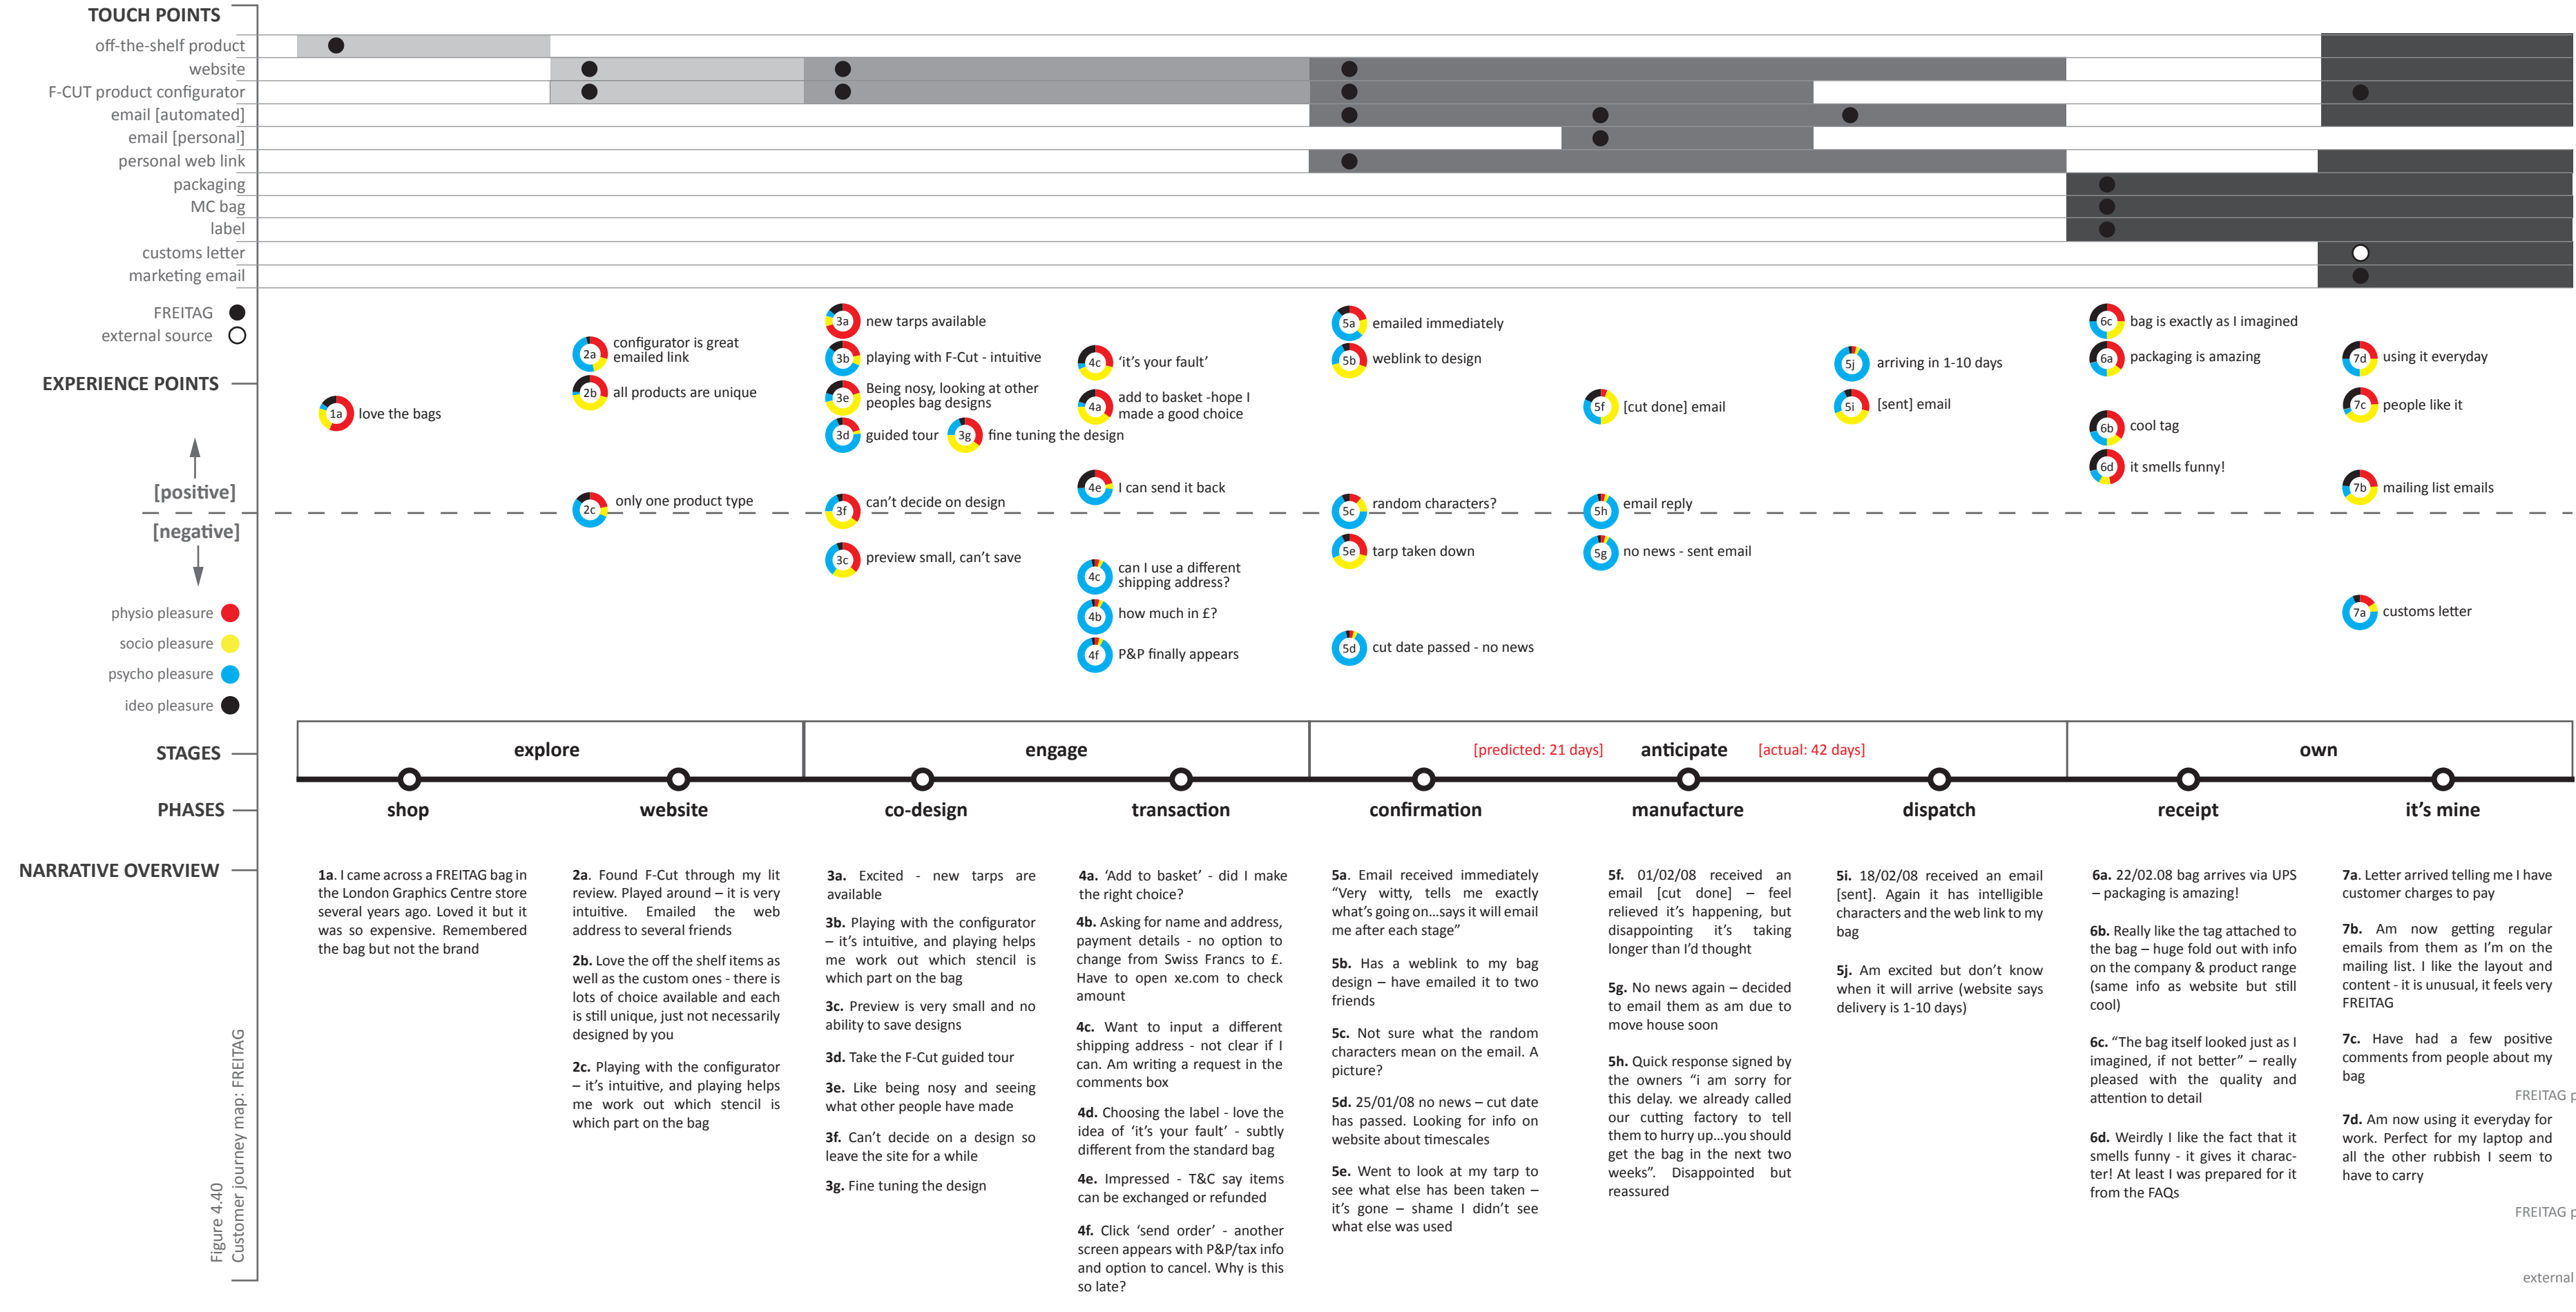 TOUCH POINTS
off-the-shelf product
website
F-CUT product configurator
email [automated]
email [personal]
personal web link
packaging
MC bag
label
customs letter
marketing email
FREITAG
external source
EXPERIENCE POINTS
[positive]
[negative]
physio pleasure
socio pleasure
psycho pleasure
ideo pleasure
1a love the bags
2a configurator is great
emailed link
2b all products are unique
2c only one product type
3a new tarps available
3b playing with F-Cut - intuitive
3e Being nosy, looking at other
peoples bag designs
3d guided tour
3g fine tuning the design
3f can't decide on design
3c preview small, can't save
4c 'it's your fault'
4a add to basket -hope I
made a good choice
4e I can send it back
4c can I use a different
shipping address?
4b how much in £?
4f P&P finally appears
5a emailed immediately
5b weblink to design
5c random characters?
5e tarp taken down
5d cut date passed - no news
5f [cut done] email
5h email reply
5g no news - sent email
5j arriving in 1-10 days
5i [sent] email
6c bag is exactly as I imagined
6a packaging is amazing
6b cool tag
6d it smells funny!
7d using it everyday
7c people like it
7b mailing list emails
7a customs letter
STAGES
explore
engage
[predicted: 21 days] anticipate [actual: 42 days]
own
PHASES
shop
website
co-design
transaction
confirmation
manufacture
dispatch
receipt
it's mine
NARRATIVE OVERVIEW
1a. I came across a FREITAG bag in
the London Graphics Centre store
several years ago. Loved it but it
was so expensive. Remembered
the bag but not the brand
2a. Found F-Cut through my lit
review. Played around – it is very
intuitive. Emailed the web
address to several friends
2b. Love the off the shelf items as
well as the custom ones - there is
lots of choice available and each
is still unique, just not necessarily
designed by you
2c. Playing with the configurator
– it's intuitive, and playing helps
me work out which stencil is
which part on the bag
3a. Excited - new tarps are
available
3b. Playing with the configurator
– it's intuitive, and playing helps
me work out which stencil is
which part on the bag
3c. Preview is very small and no
ability to save designs
3d. Take the F-Cut guided tour
3e. Like being nosy and seeing
what other people have made
3f. Can't decide on a design so
leave the site for a while
3g. Fine tuning the design
4a. 'Add to basket' - did I make
the right choice?
4b. Asking for name and address,
payment details - no option to
change from Swiss Francs to £.
Have to open xe.com to check
amount
4c. Want to input a different
shipping address - not clear if I
can. Am writing a request in the
comments box
4d. Choosing the label - love the
idea of 'it's your fault' - subtly
different from the standard bag
4e. Impressed - T&C say items
can be exchanged or refunded
4f. Click 'send order' - another
screen appears with P&P/tax info
and option to cancel. Why is this
so late?
5a. Email received immediately
"Very witty, tells me exactly
what's going on...says it will email
me after each stage"
5b. Has a weblink to my bag
design – have emailed it to two
friends
5c. Not sure what the random
characters mean on the email. A
picture?
5d. 25/01/08 no news – cut date
has passed. Looking for info on
website about timescales
5e. Went to look at my tarp to
see what else has been taken –
it's gone – shame I didn't see
what else was used
5f. 01/02/08 received an
email [cut done] – feel
relieved it's happening, but
disappointing it's taking
longer than I'd thought
5g. No news again – decided
to email them as am due to
move house soon
5h. Quick response signed by
the owners "i am sorry for
this delay. we already called
our cutting factory to tell
them to hurry up...you should
get the bag in the next two
weeks". Disappointed but
reassured
5i. 18/02/08 received an email
[sent]. Again it has intelligible
characters and the web link to my
bag
5j. Am excited but don't know
when it will arrive (website says
delivery is 1-10 days)
6a. 22/02.08 bag arrives via UPS
– packaging is amazing!
6b. Really like the tag attached to
the bag – huge fold out with info
on the company & product range
(same info as website but still
cool)
6c. "The bag itself looked just as I
imagined, if not better" – really
pleased with the quality and
attention to detail
6d. Weirdly I like the fact that it
smells funny - it gives it charac-
ter! At least I was prepared for it
from the FAQs
7a. Letter arrived telling me I have
customer charges to pay
7b. Am now getting regular
emails from them as I'm on the
mailing list. I like the layout and
content - it is unusual, it feels very
FREITAG
7c. Have had a few positive
comments from people about my
bag
7d. Am now using it everyday for
work. Perfect for my laptop and
all the other rubbish I seem to
have to carry
FREITAG p
FREITAG p
external
Figure 4.40
Customer journey map: FREITAG